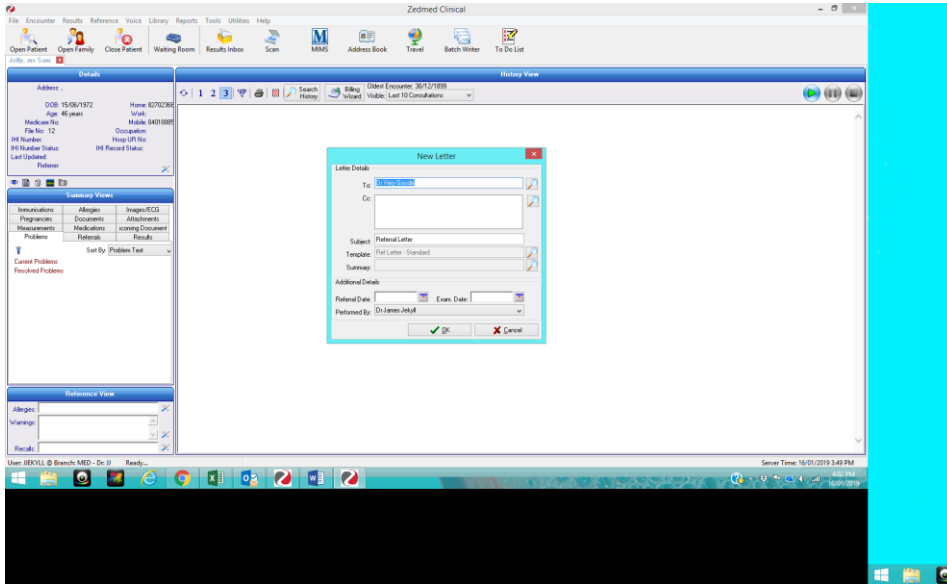 Zedmed Clinical
File Encounter Results Reference Voice Library Reports Tools Utilities Help
Open Patient Open Family Close Patient Waiting Room Results Inbox Scan MIMS Address Book Travel Batch Writer To Do List
Jolly, mr Sam
Details
Address: .
DOB: 15/06/1972 Home: 82702366
Age: 46 years Work:
Medicare No: Mobile: 04010085
File No: 12 Occupation:
IHI Number: Hosp UR No:
IHI Number Status: IHI Record Status:
Last Updated:
Referrer:
History View
1 2 3 Search History Billing Wizard Oldest Encounter: 30/12/1899
Visible: Last 10 Consultations
Summary Views
Immunisations Allergies Images/ECG
Pregnancies Documents Attachments
Measurements Medications
Problems Referrals Results
Sort By: Problem Text
Current Problems
Resolved Problems
New Letter
Letter Details
To: Dr Very Goode
Cc:
Subject: Referral Letter
Template: Ref Letter - Standard
Summary:
Additional Details
Referral Date: Exam. Date:
Performed By: Dr James Jekyll
OK Cancel
Reference View
Allergies:
Warnings:
Recalls:
User: JJEKYLL @ Branch: MED - Dr: JJ Ready... Server Time: 16/01/2019 3:49 PM
4:02 PM
16/01/2019